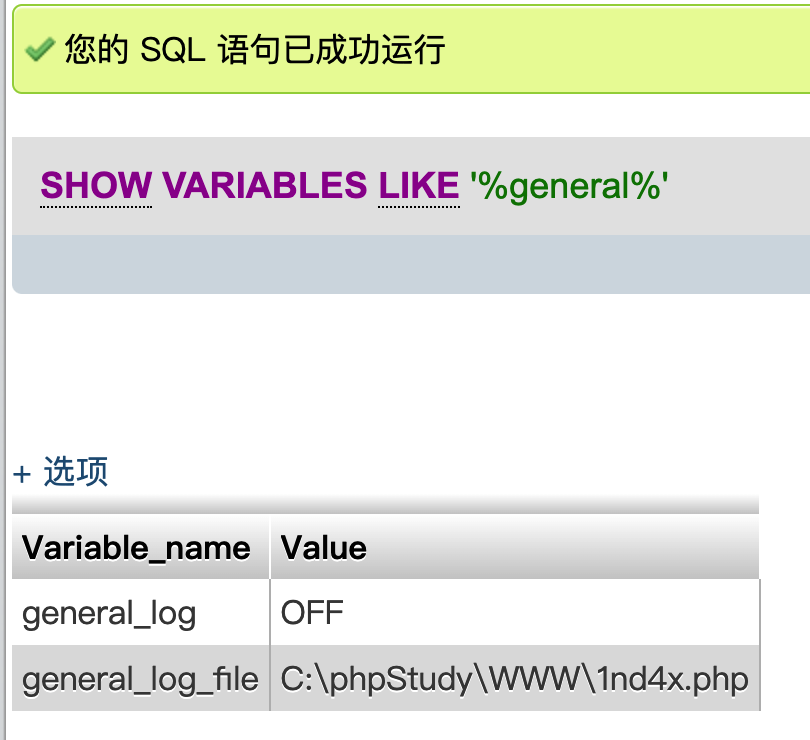 您的 SQL 语句已成功运行
SHOW VARIABLES LIKE '%general%'
+ 选项
Variable_name Value
general_log OFF
general_log_file C:\phpStudy\WWW\1nd4x.php